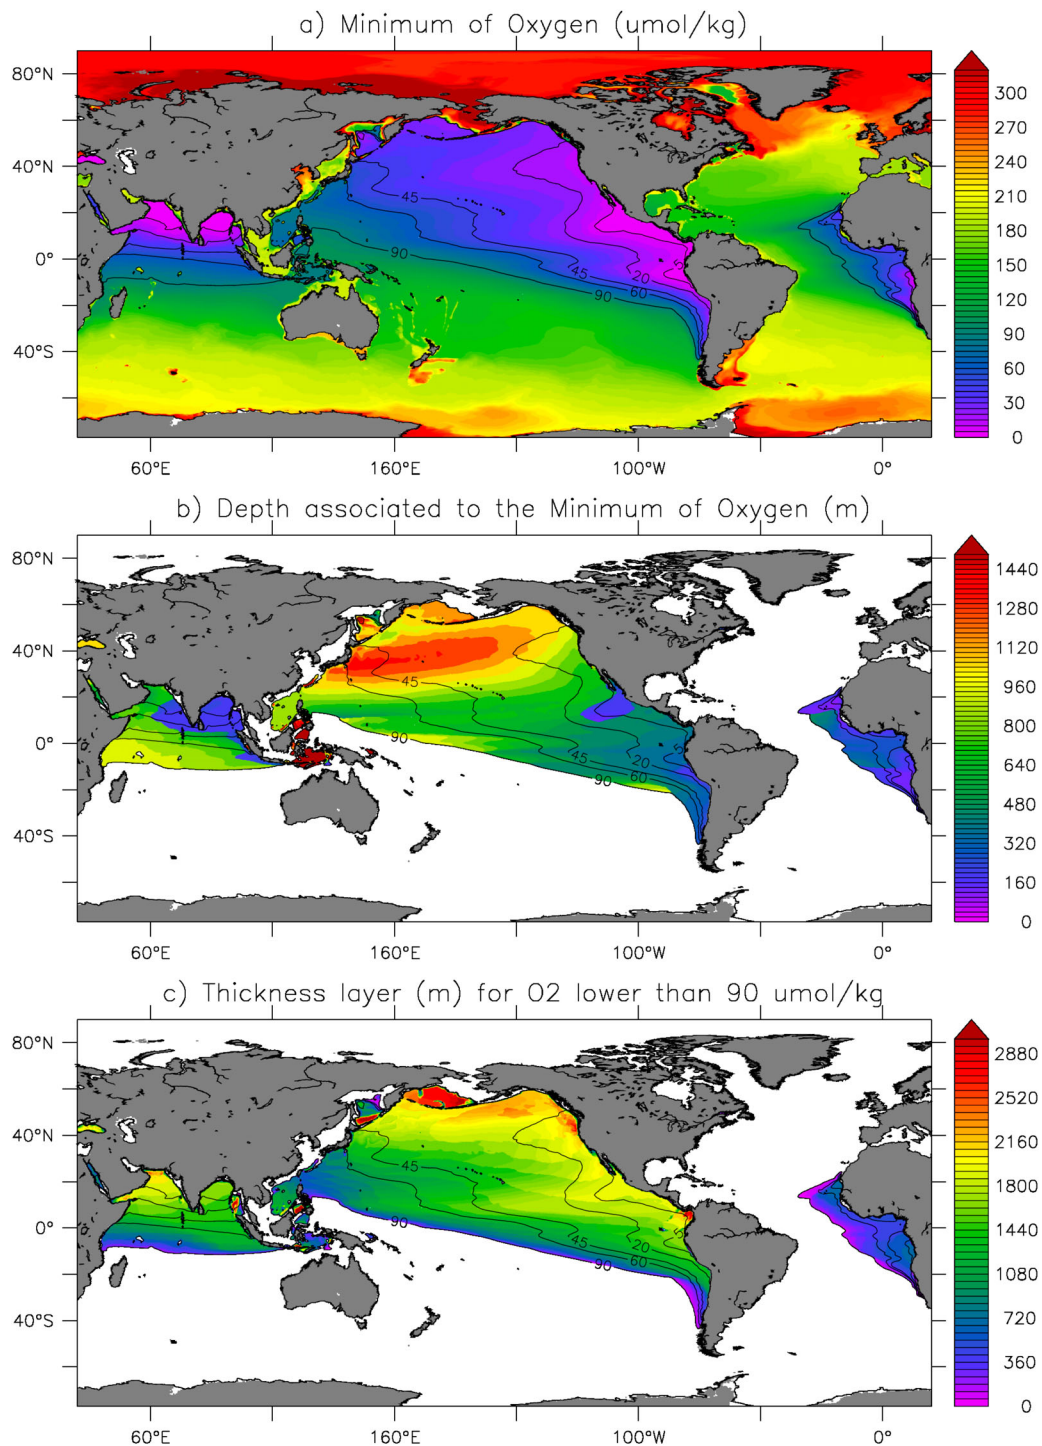 a) Minimum of Oxygen (umol/kg)
80°N
40°N
0°
40°S
60°E
160°E
100°W
0°
45
90
45
20
5
60
90
300
270
240
210
180
150
120
90
60
30
0
b) Depth associated to the Minimum of Oxygen (m)
80°N
40°N
0°
40°S
60°E
160°E
100°W
0°
45
90
45
20
5
60
90
1440
1280
1120
960
800
640
480
320
160
0
c) Thickness layer (m) for O2 lower than 90 umol/kg
80°N
40°N
0°
40°S
60°E
160°E
100°W
0°
45
90
45
20
5
60
90
2880
2520
2160
1800
1440
1080
720
360
0